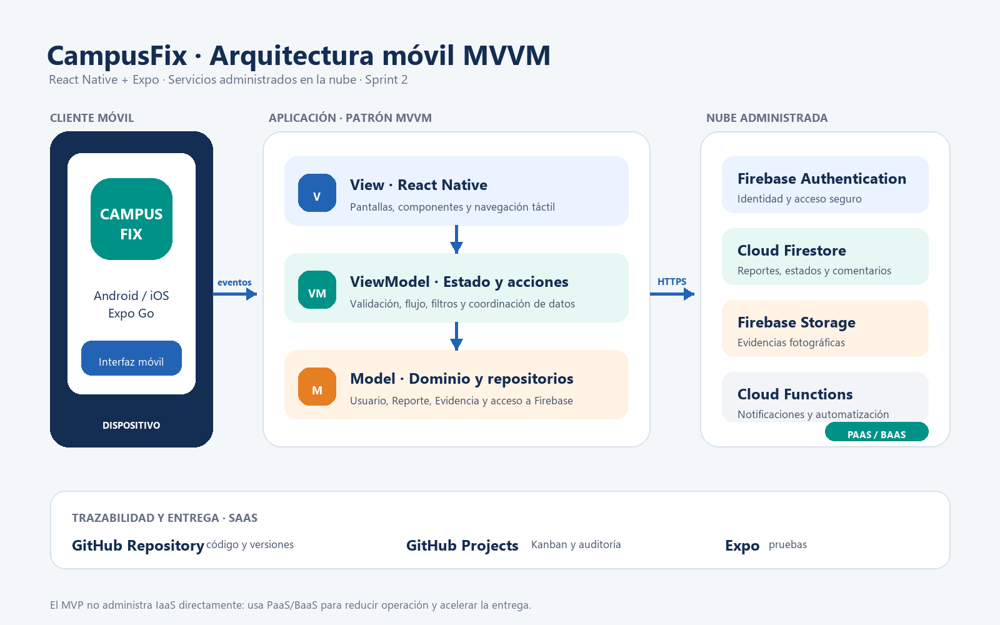 CampusFix · Arquitectura móvil MVVM
React Native + Expo · Servicios administrados en la nube · Sprint 2
CLIENTE MÓVIL
CAMPUS
FIX
Android / iOS
Expo Go
Interfaz móvil
DISPOSITIVO
eventos
APLICACIÓN · PATRÓN MVVM
V
View · React Native
Pantallas, componentes y navegación táctil
VM
ViewModel · Estado y acciones
Validación, flujo, filtros y coordinación de datos
M
Model · Dominio y repositorios
Usuario, Reporte, Evidencia y acceso a Firebase
HTTPS
NUBE ADMINISTRADA
Firebase Authentication
Identidad y acceso seguro
Cloud Firestore
Reportes, estados y comentarios
Firebase Storage
Evidencias fotográficas
Cloud Functions
Notificaciones y automatización
PAAS / BAAS
TRAZABILIDAD Y ENTREGA · SAAS
GitHub Repository código y versiones
GitHub Projects Kanban y auditoría
Expo pruebas
El MVP no administra IaaS directamente: usa PaaS/BaaS para reducir operación y acelerar la entrega.